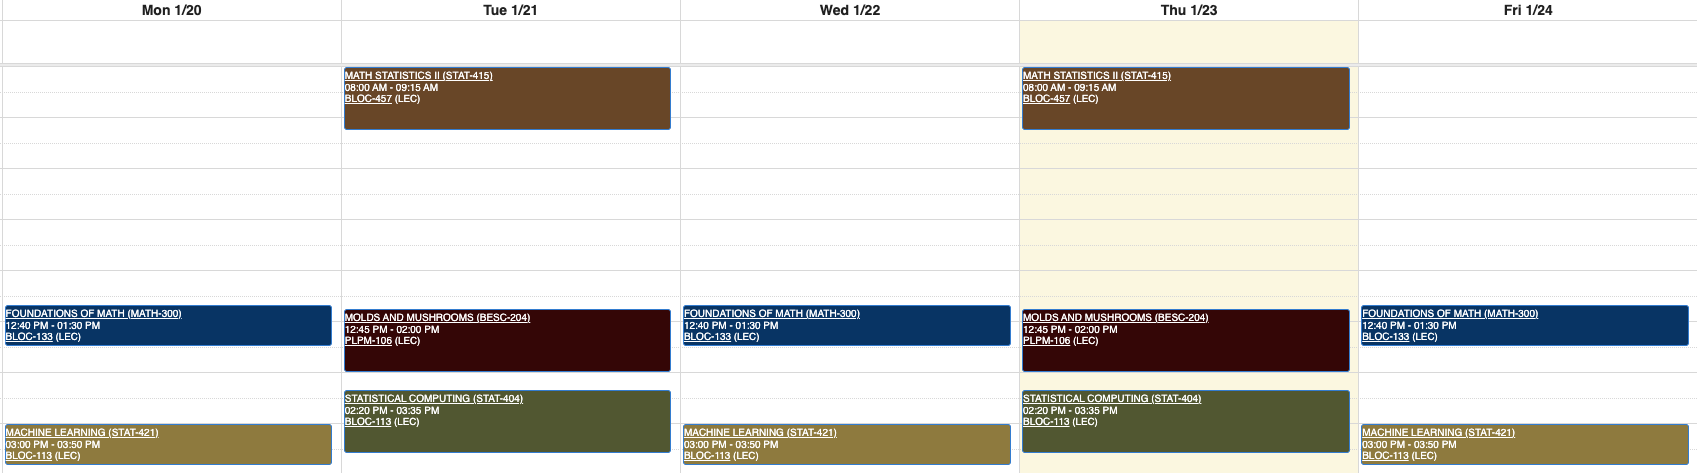 Mon 1/20
Tue 1/21
Wed 1/22
Thu 1/23
Fri 1/24
MATH STATISTICS II (STAT-415)
08:00 AM - 09:15 AM
BLOC-457 (LEC)
MATH STATISTICS II (STAT-415)
08:00 AM - 09:15 AM
BLOC-457 (LEC)
FOUNDATIONS OF MATH (MATH-300)
12:40 PM - 01:30 PM
BLOC-133 (LEC)
MOLDS AND MUSHROOMS (BESC-204)
12:45 PM - 02:00 PM
PLPM-106 (LEC)
FOUNDATIONS OF MATH (MATH-300)
12:40 PM - 01:30 PM
BLOC-133 (LEC)
MOLDS AND MUSHROOMS (BESC-204)
12:45 PM - 02:00 PM
PLPM-106 (LEC)
FOUNDATIONS OF MATH (MATH-300)
12:40 PM - 01:30 PM
BLOC-133 (LEC)
STATISTICAL COMPUTING (STAT-404)
02:20 PM - 03:35 PM
BLOC-113 (LEC)
STATISTICAL COMPUTING (STAT-404)
02:20 PM - 03:35 PM
BLOC-113 (LEC)
MACHINE LEARNING (STAT-421)
03:00 PM - 03:50 PM
BLOC-113 (LEC)
MACHINE LEARNING (STAT-421)
03:00 PM - 03:50 PM
BLOC-113 (LEC)
MACHINE LEARNING (STAT-421)
03:00 PM - 03:50 PM
BLOC-113 (LEC)